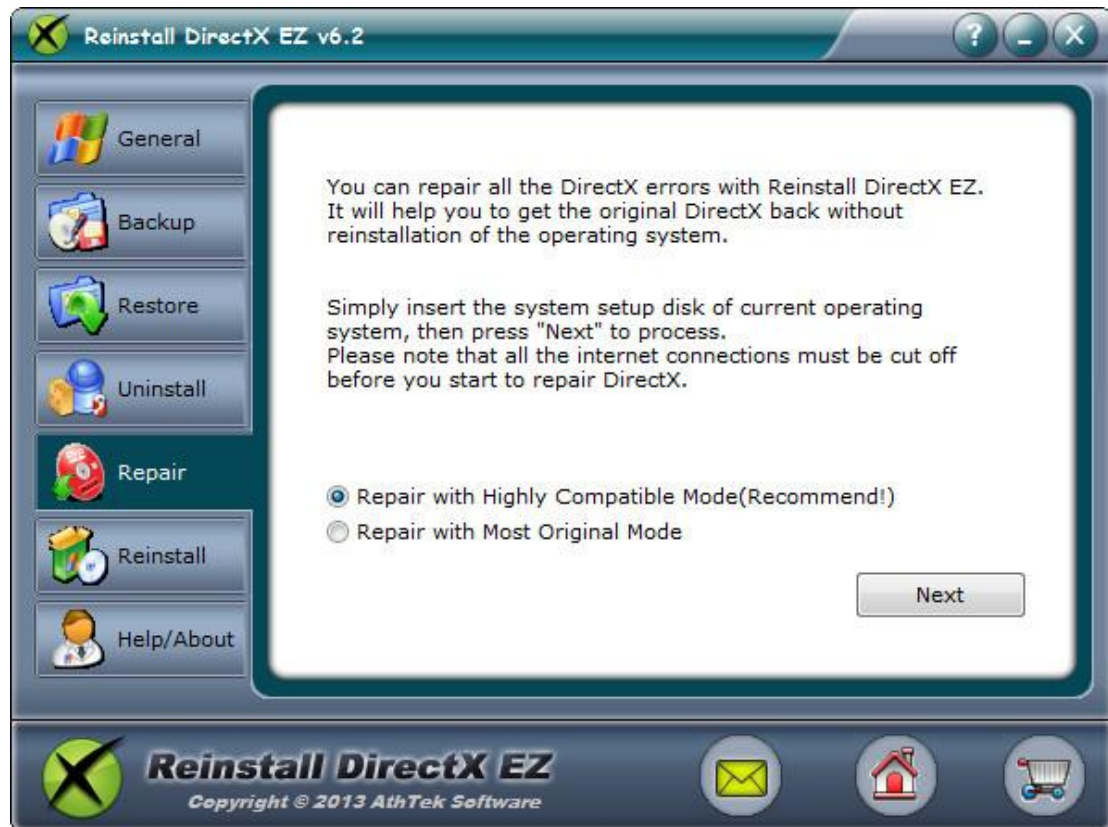 Reinstall DirectX EZ v6.2
General
Backup
Restore
Uninstall
Repair
Reinstall
Help/About
You can repair all the DirectX errors with Reinstall DirectX EZ.
It will help you to get the original DirectX back without
reinstallation of the operating system.
Simply insert the system setup disk of current operating
system, then press "Next" to process.
Please note that all the internet connections must be cut off
before you start to repair DirectX.
Repair with Highly Compatible Mode(Recommend!)
Repair with Most Original Mode
Next
Reinstall DirectX EZ
Copyright © 2013 AthTek Software